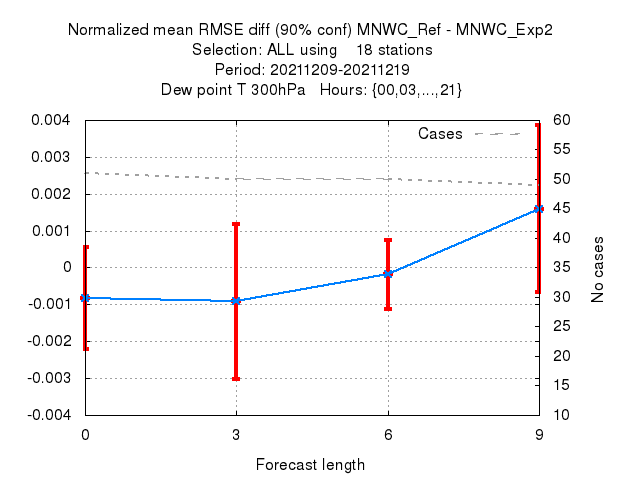 Normalized mean RMSE diff (90% conf) MNWC_Ref - MNWC_Exp2
Selection: ALL using    18 stations
Period: 20211209-20211219
Dew point T 300hPa   Hours: {00,03,...,21}
Cases
0.004
0.003
0.002
0.001
0
-0.001
-0.002
-0.003
-0.004
60
55
50
45
40
35
30
25
20
15
10
No cases
0 3 6 9
Forecast length